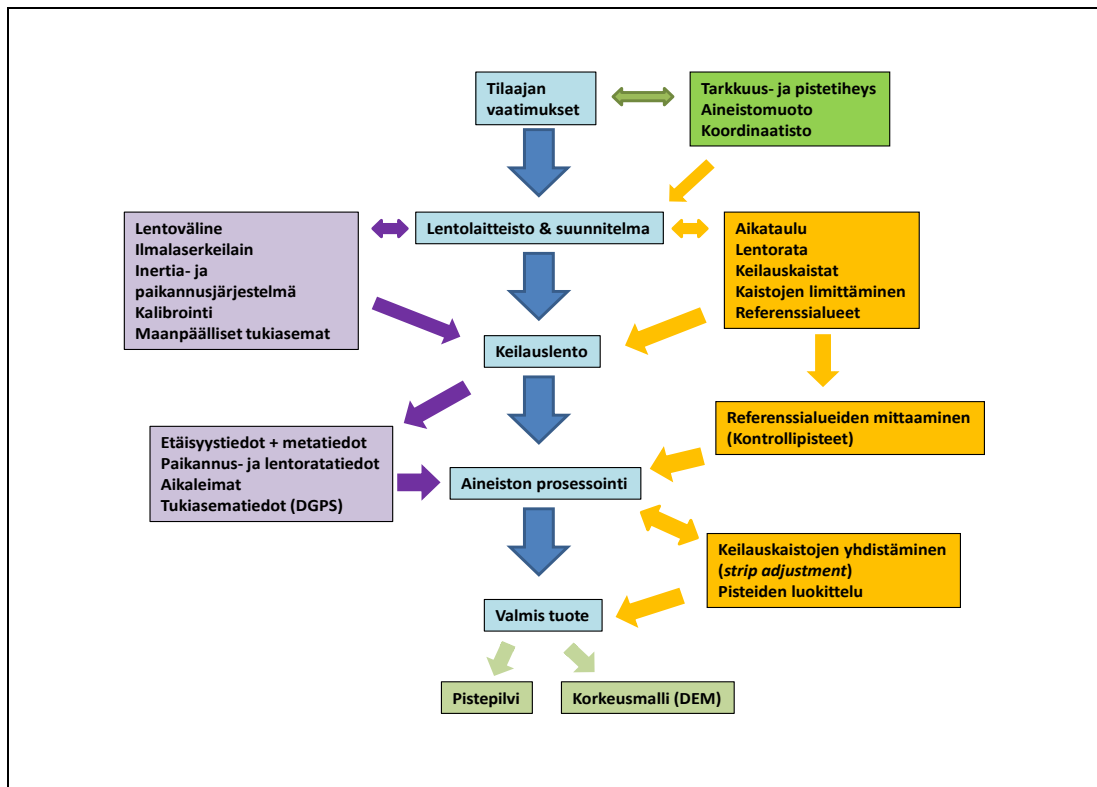 Tilaajan
vaatimukset
Tarkkuus- ja pistetiheys
Aineistomuoto
Koordinaatisto
Lentoväline
Ilmalaserkeilain
Inertia- ja
paikannusjärjestelmä
Kalibrointi
Maanpäälliset tukiasemat
Lentolaitteisto & suunnitelma
Aikataulu
Lentorata
Keilauskaistat
Kaistojen limittäminen
Referenssialueet
Keilauslento
Referenssialueiden mittaaminen
(Kontrollipisteet)
Etäisyystiedot + metatiedot
Paikannus- ja lentoratatiedot
Aikaleimat
Tukiasematiedot (DGPS)
Aineiston prosessointi
Keilauskaistojen yhdistäminen
(strip adjustment)
Pisteiden luokittelu
Valmis tuote
Pistepilvi
Korkeusmalli (DEM)